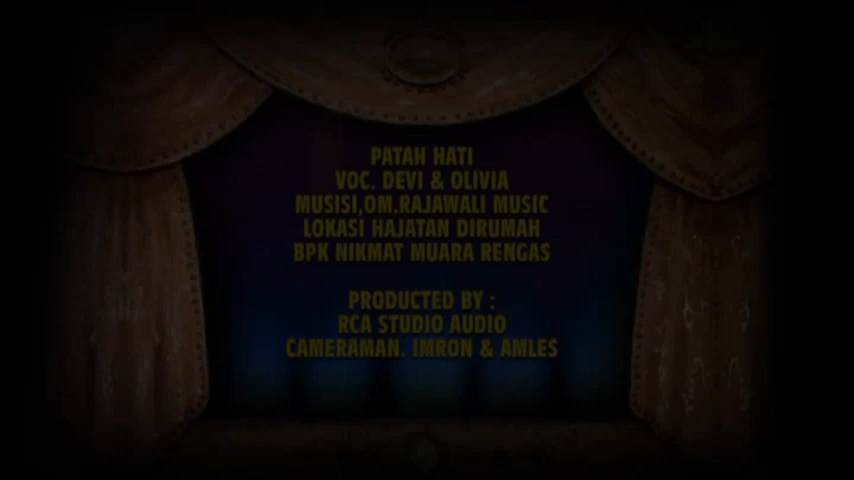 PATAH HATI
VOC. DEVI & OLIVIA
MUSISI,OM.RAJAWALI MUSIC
LOKASI HAJATAN DIRUMAH
BPK NIKMAT MUARA RENGAS
PRODUCTED BY :
RCA STUDIO AUDIO
CAMERAMAN. IMRON & AMLES